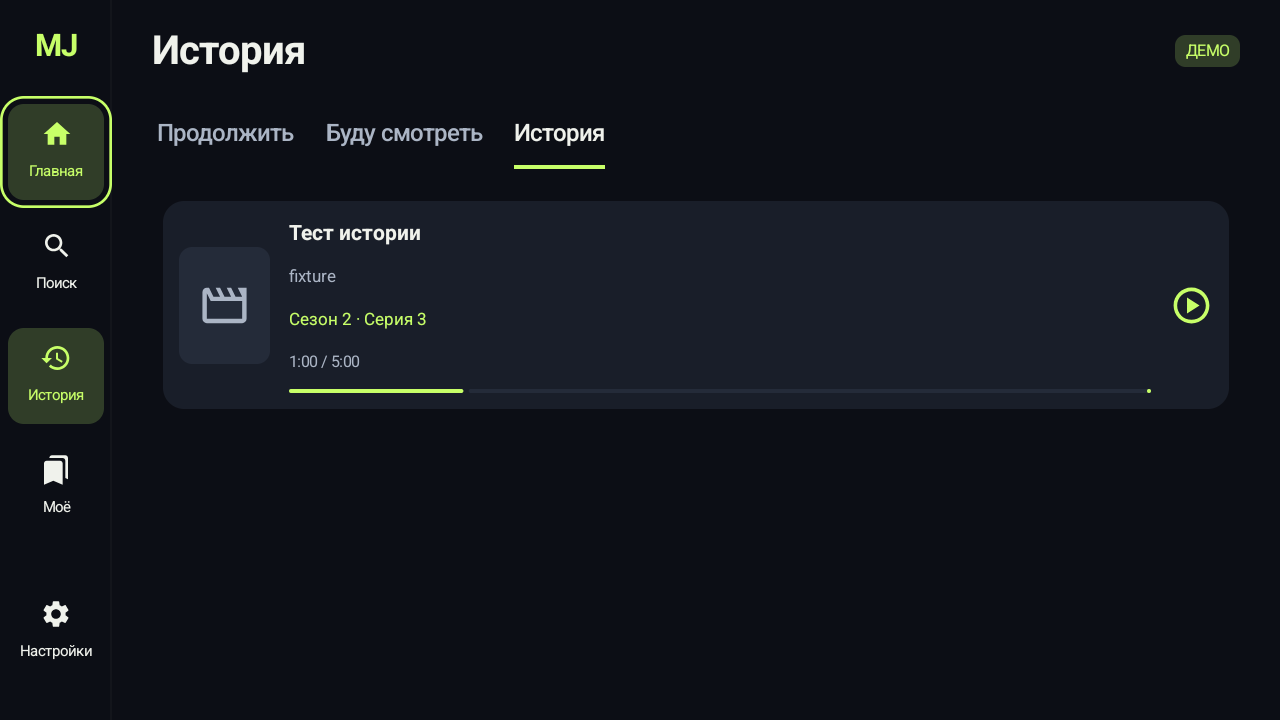 MJ
История
ДЕМО
Главная
Продолжить
Буду смотреть
История
Поиск
Тест истории
fixture
Сезон 2 · Серия 3
1:00 / 5:00
История
Моё
Настройки